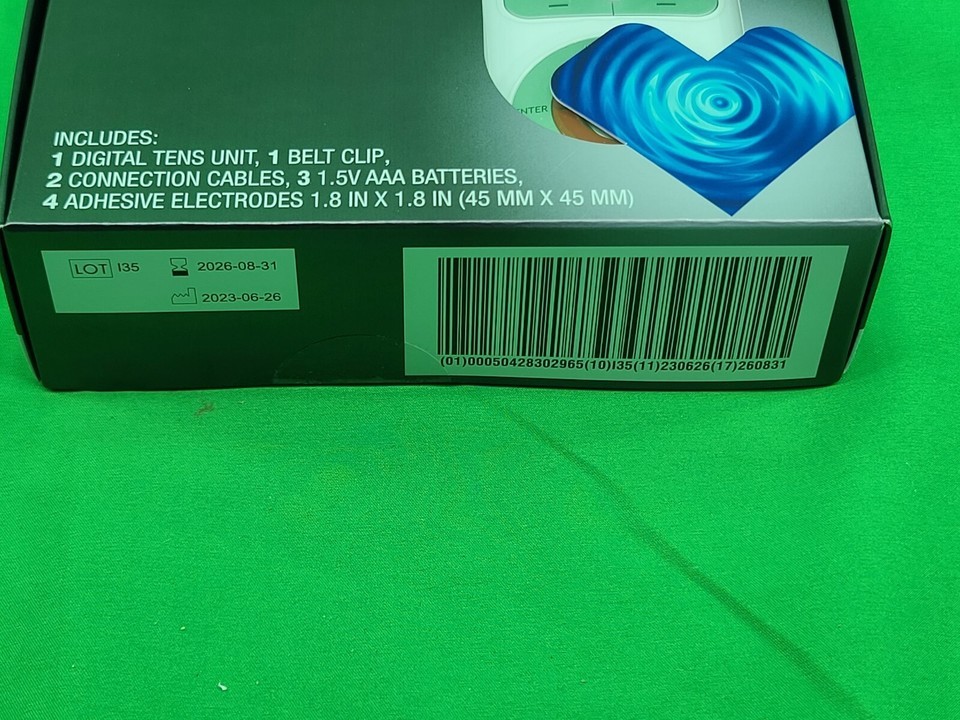 ENTER
INCLUDES:
1 DIGITAL TENS UNIT, 1 BELT CLIP,
2 CONNECTION CABLES, 3 1.5V AAA BATTERIES,
4 ADHESIVE ELECTRODES 1.8 IN X 1.8 IN (45 MM X 45 MM)
LOT I35 2026-08-31
2023-06-26
(01)00050428302965(10)I35(11)230626(17)260831